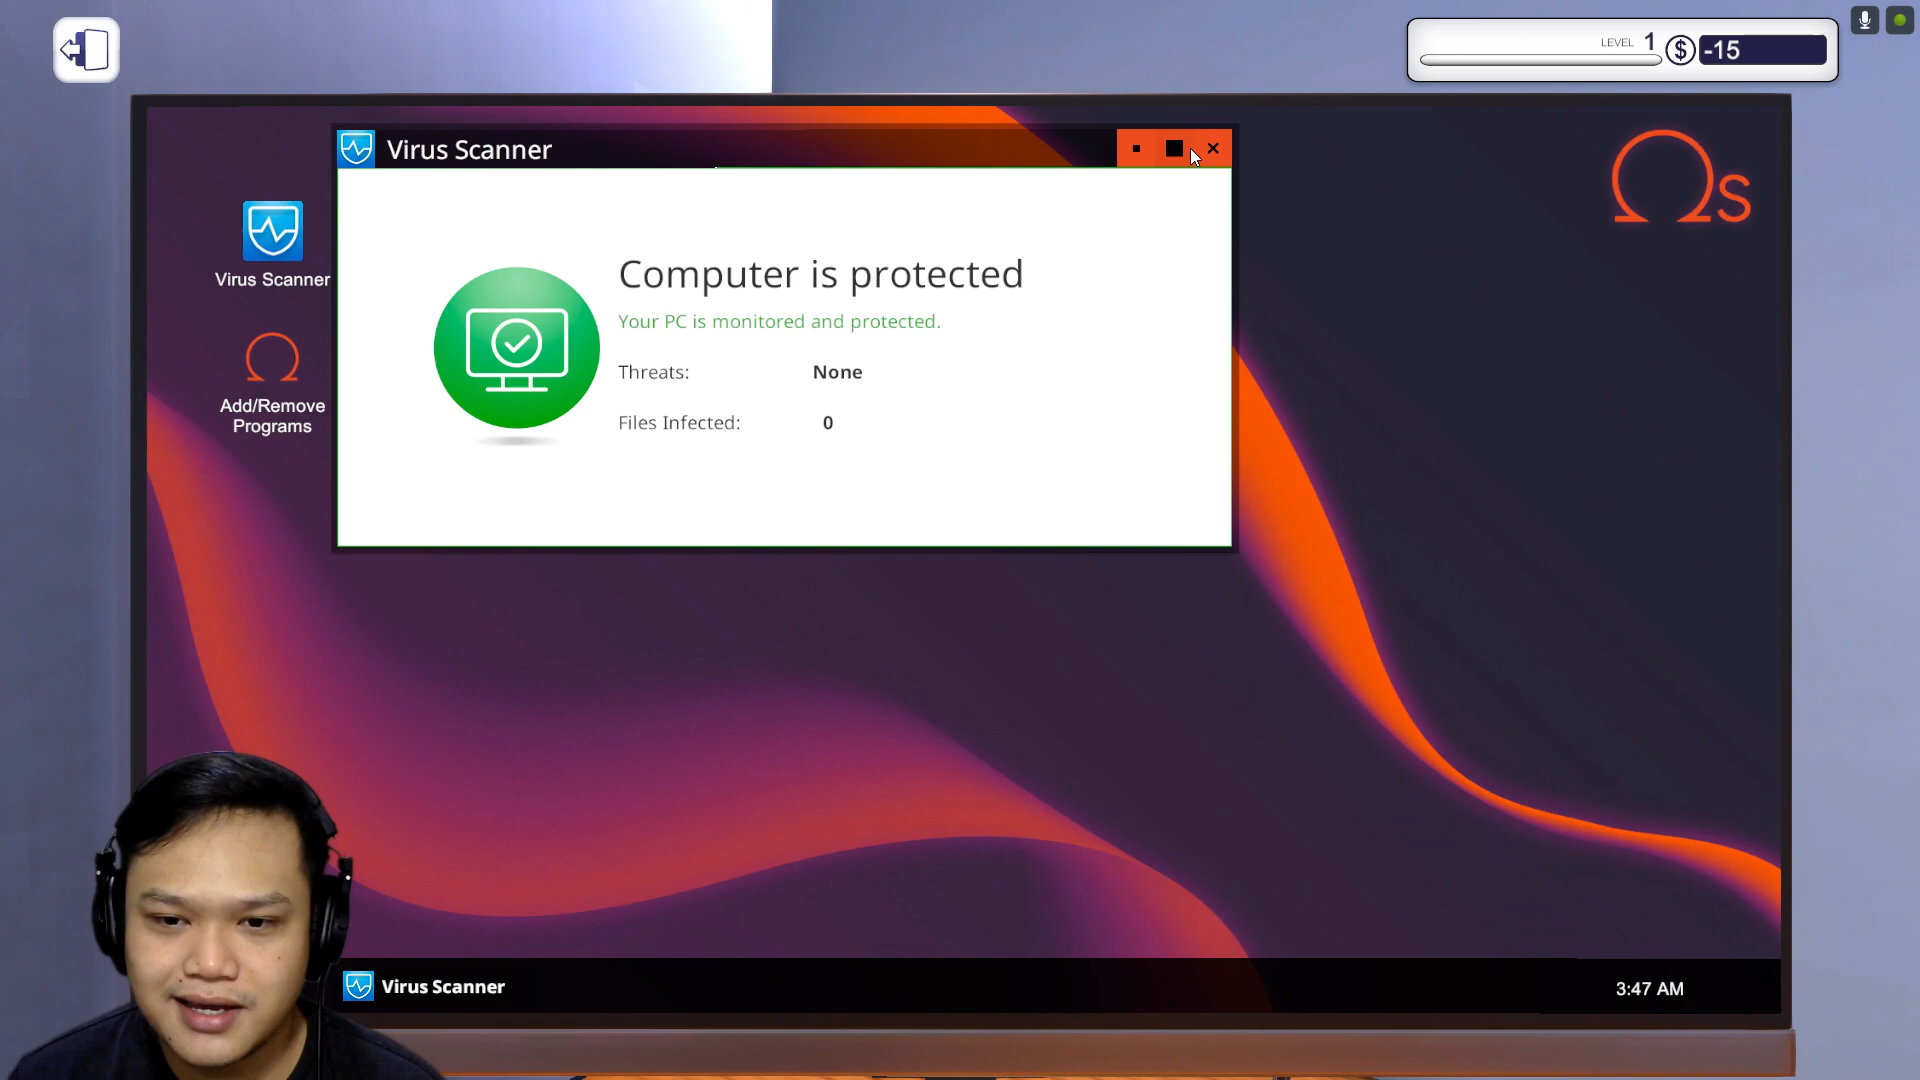 LEVEL 1
$ -15
Virus Scanner
Ωs
Virus Scanner
Computer is protected
Your PC is monitored and protected.
Threats: None
Files Infected: 0
Add/Remove
Programs
Virus Scanner
3:47 AM